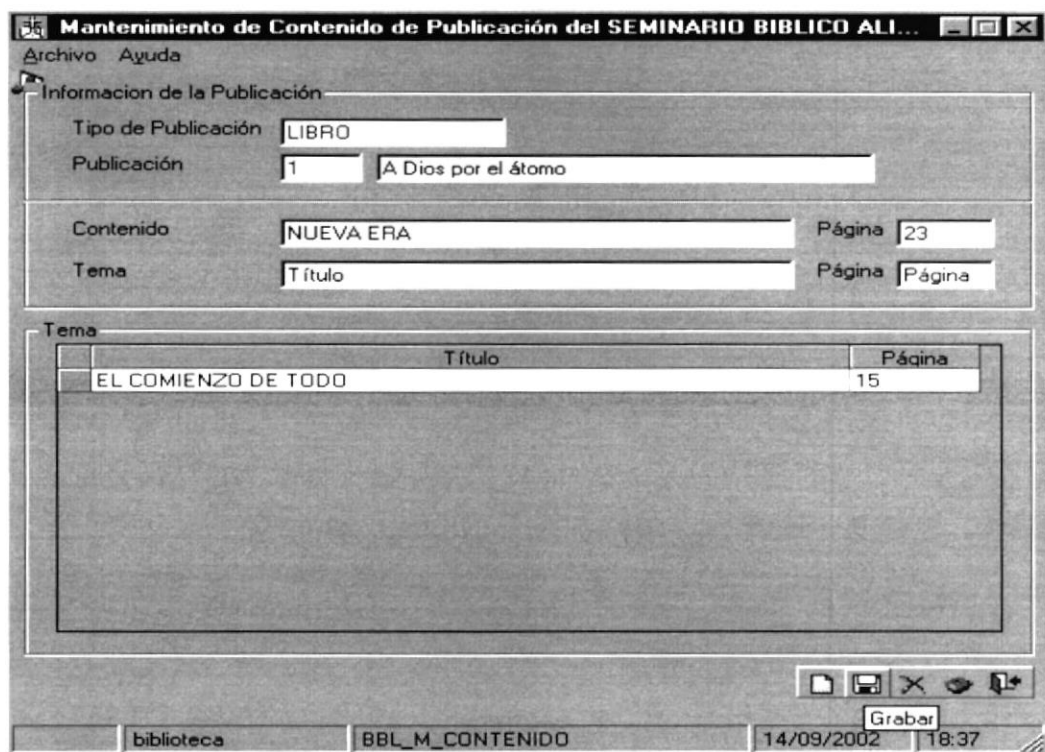 Mantenimiento de Contenido de Publicación del SEMINARIO BIBLICO ALI...
Archivo Ayuda
Informacion de la Publicación
Tipo de Publicación LIBRO
Publicación 1 A Dios por el átomo
Contenido NUEVA ERA Página 23
Tema Título Página Página
Tema
Título Página
EL COMIENZO DE TODO 15
Grabar
biblioteca BBL_M_CONTENIDO 14/09/2002 18:37